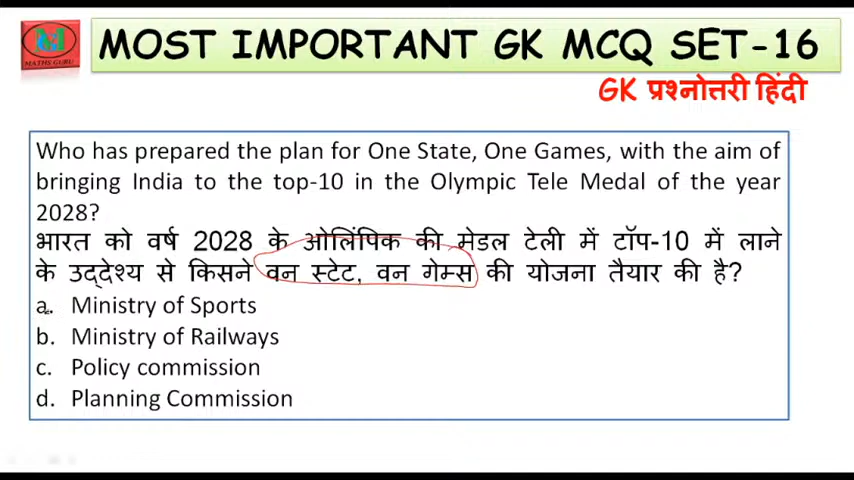 MOST IMPORTANT GK MCQ SET-16
MATHS GURU
GK प्रश्नोत्तरी हिंदी
Who has prepared the plan for One State, One Games, with the aim of
bringing India to the top-10 in the Olympic Tele Medal of the year
2028?
भारत को वर्ष 2028 के ओलिंपिक की मेडल टेली में टॉप-10 में लाने
के उद्देश्य से किसने वन स्टेट, वन गेम्स की योजना तैयार की है?
a. Ministry of Sports
b. Ministry of Railways
c. Policy commission
d. Planning Commission